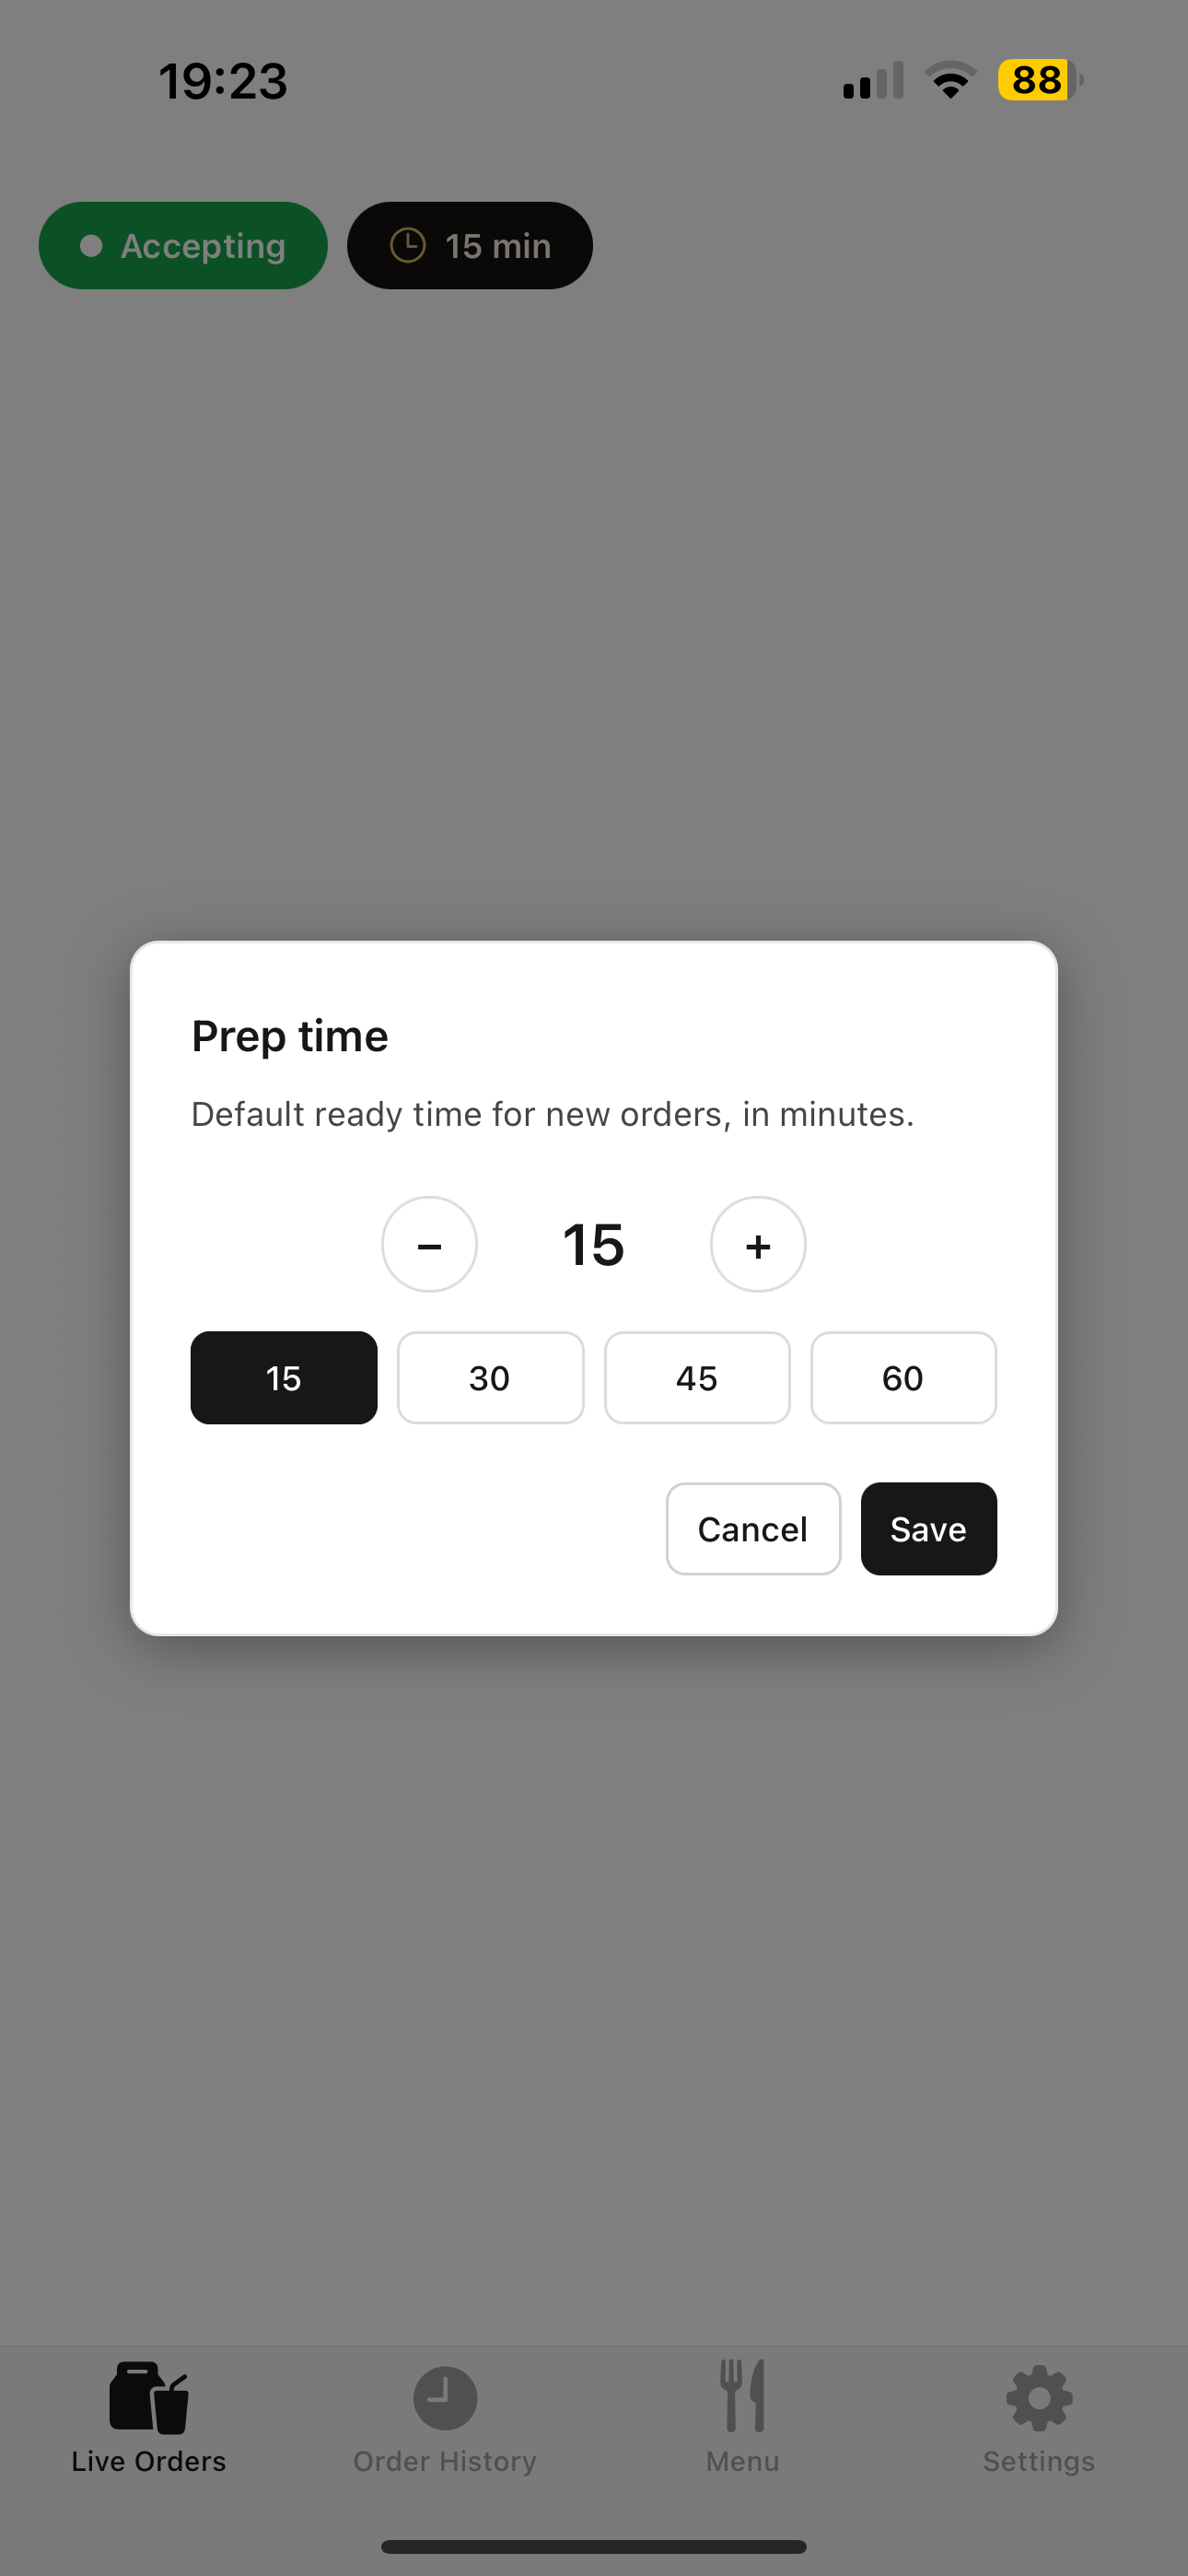 19:23
88
Accepting
15 min
Prep time
Default ready time for new orders, in minutes.
− 15 +
15 30 45 60
Cancel Save
Live Orders Order History Menu Settings